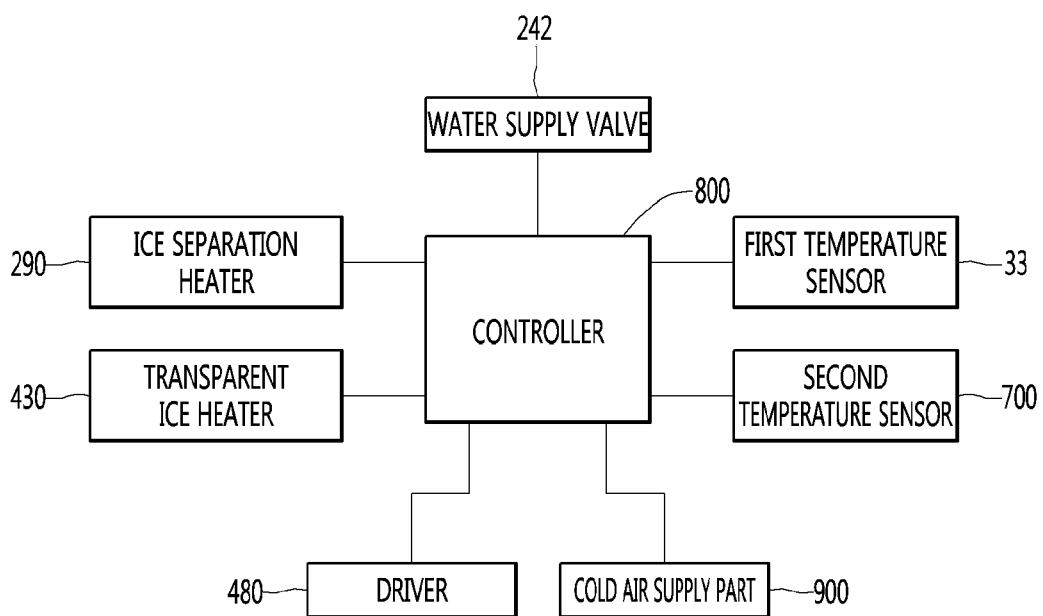 242
WATER SUPPLY VALVE
800
290
ICE SEPARATION
HEATER
FIRST TEMPERATURE
SENSOR
33
CONTROLLER
430
TRANSPARENT
ICE HEATER
SECOND
TEMPERATURE SENSOR
700
480
DRIVER
COLD AIR SUPPLY PART
900